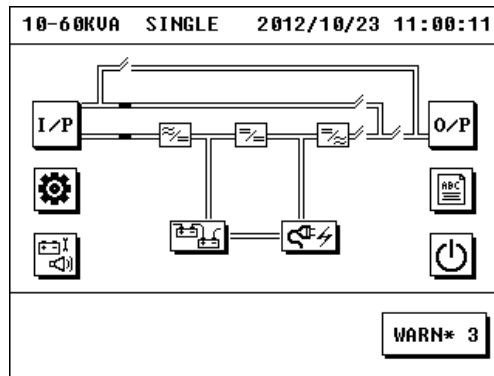 10-60KVA SINGLE 2012/10/23 11:00:11
I/P
O/P
ABC
WARN* 3